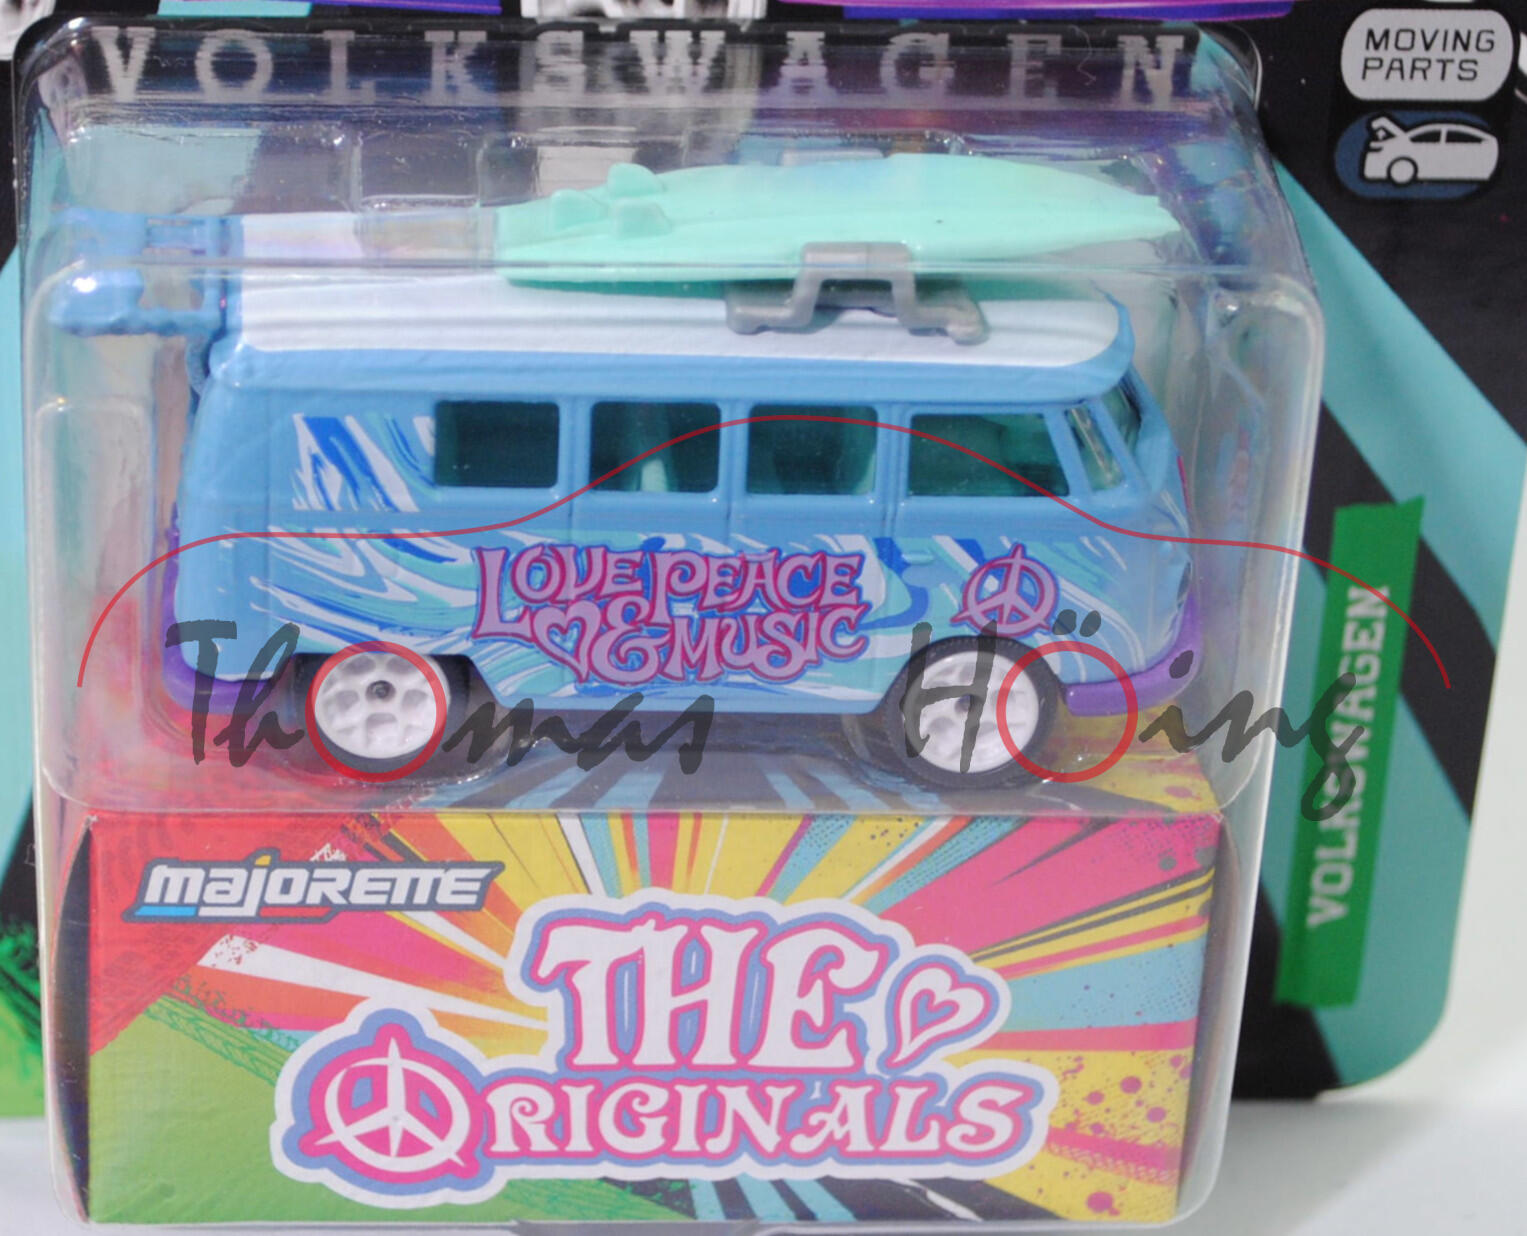 VOLKSWAGEN
MOVING
PARTS
LOVE PEACE
& MUSIC
Thomas Höing
VOLKSWAGEN
majorette
THE
ORIGINALS